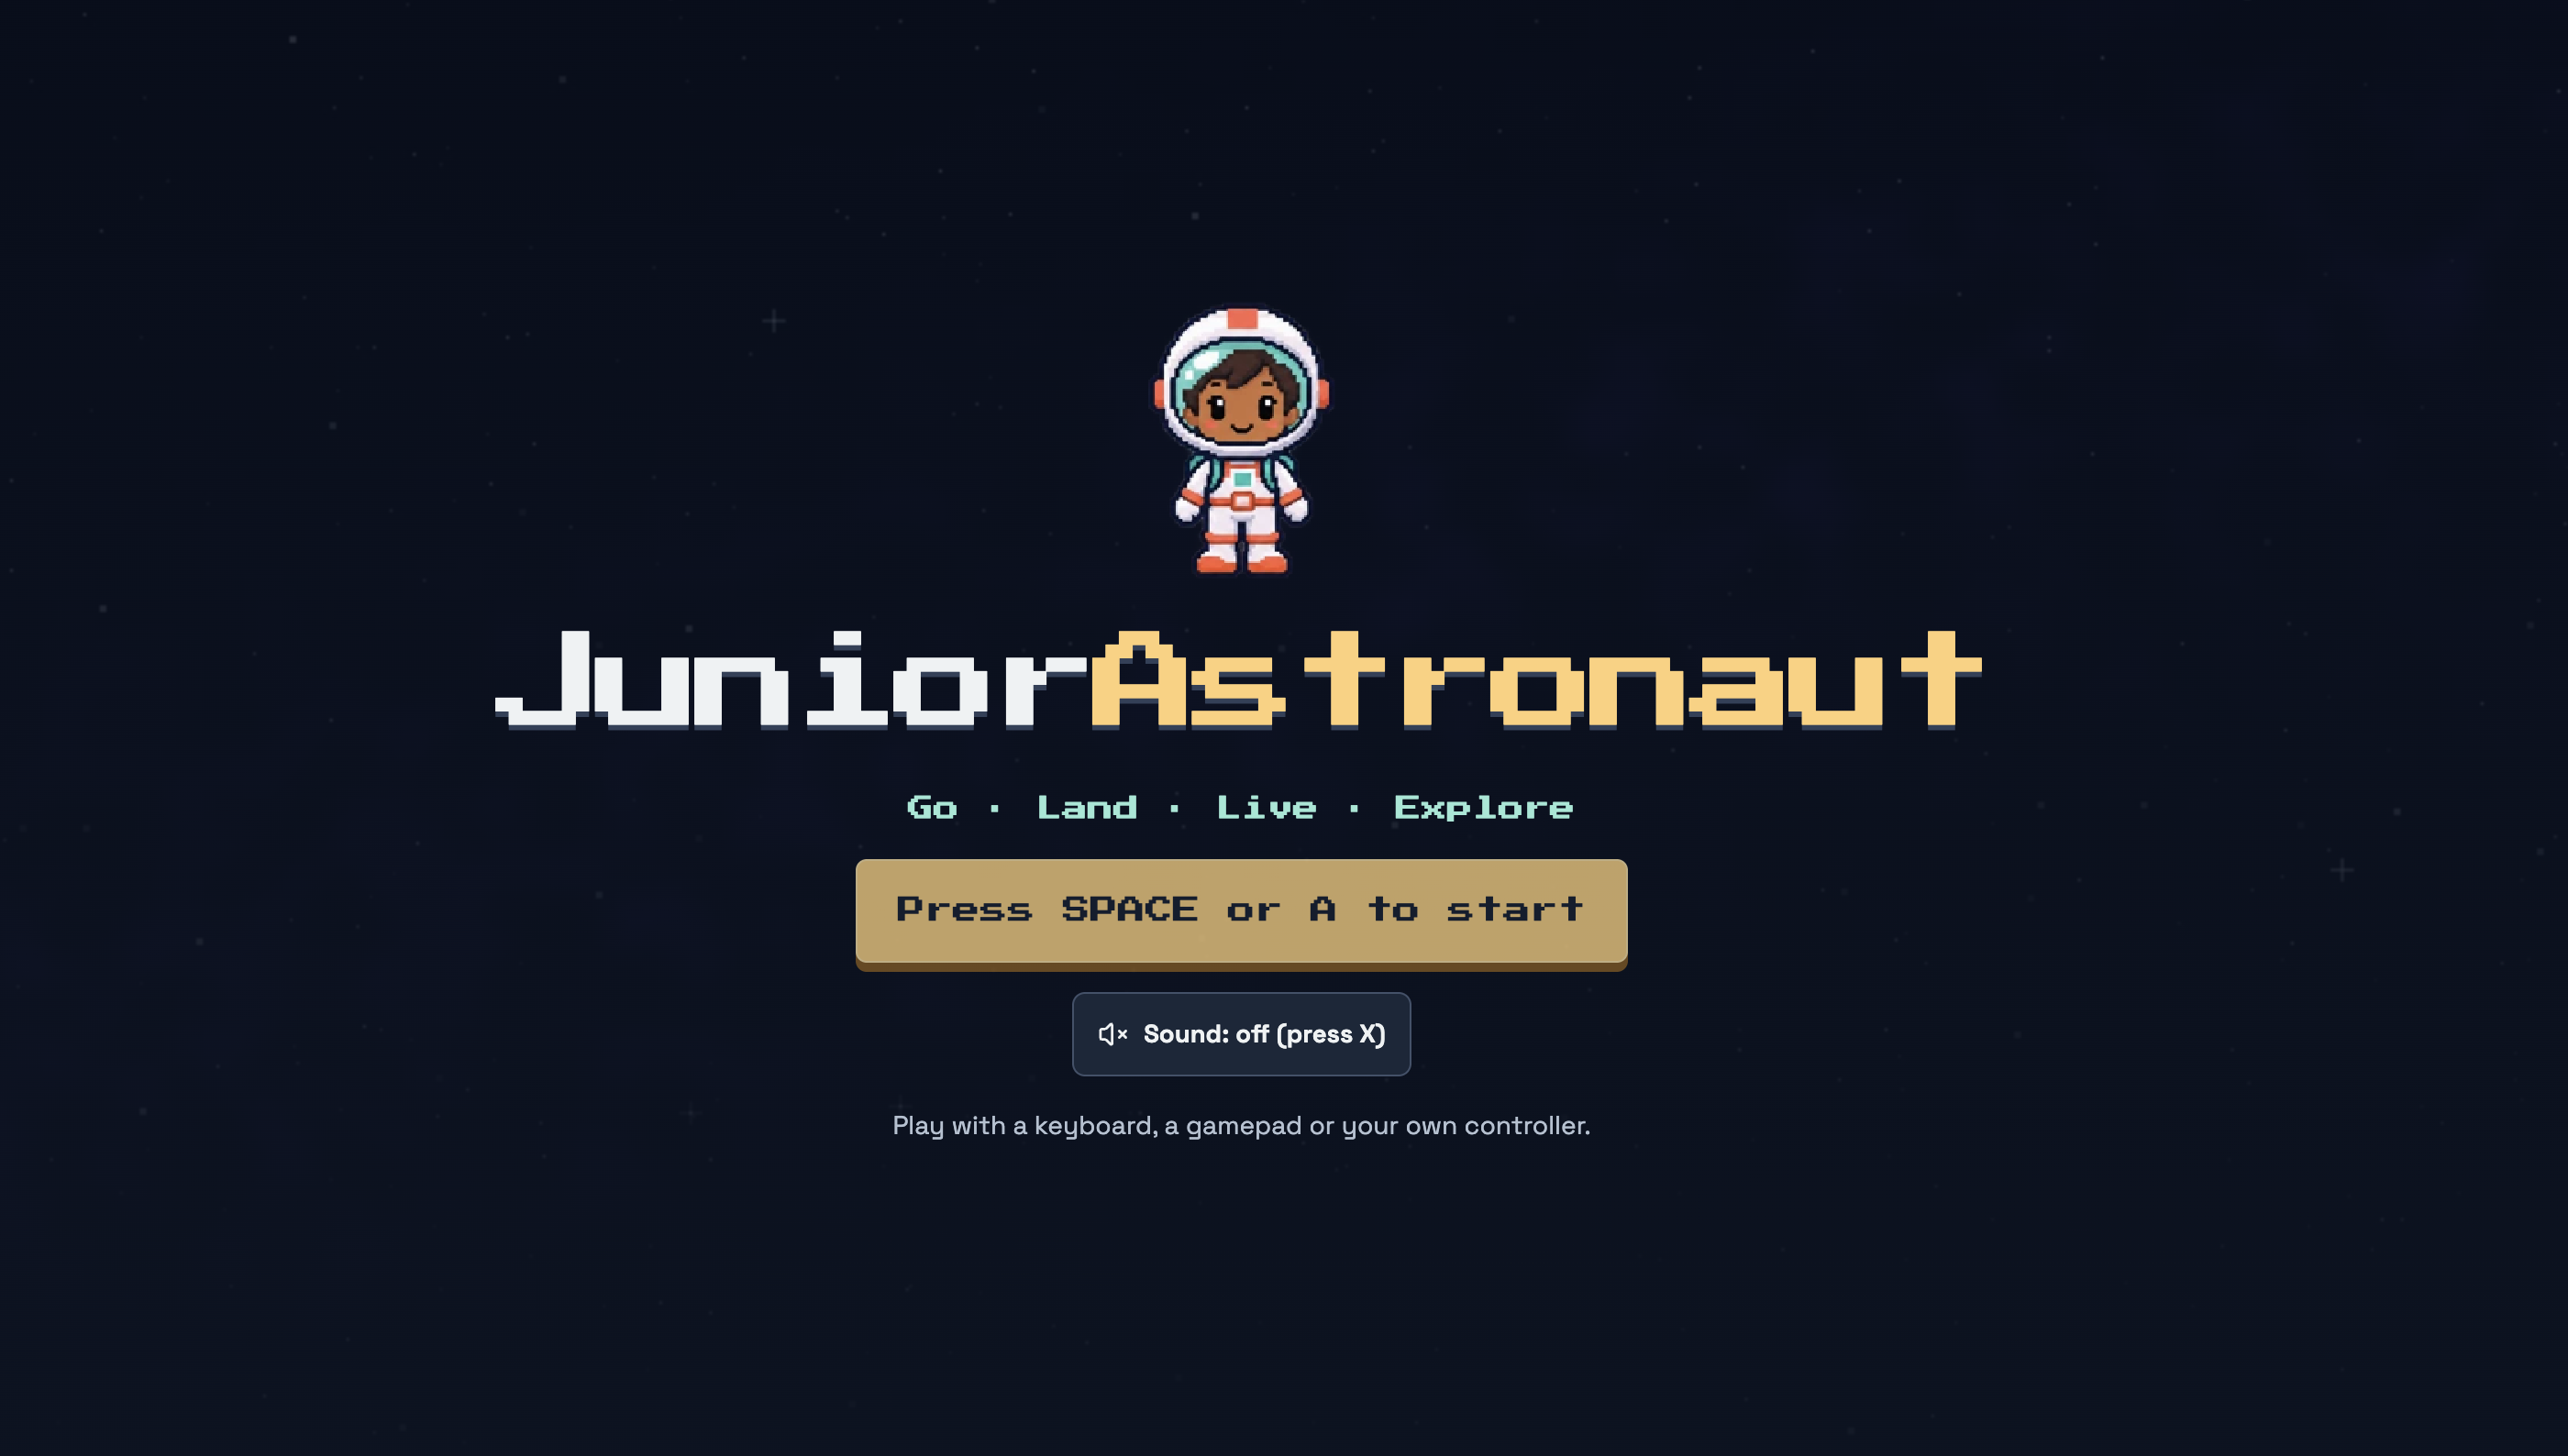 JuniorAstronaut
Go · Land · Live · Explore
Press SPACE or A to start
Sound: off (press X)
Play with a keyboard, a gamepad or your own controller.